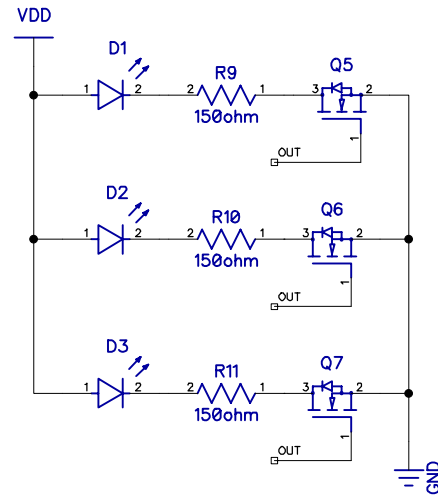 VDD
D1
1 2
R9
2 1
150ohm
Q5
3 2
1
OUT
D2
1 2
R10
2 1
150ohm
Q6
3 2
1
OUT
D3
1 2
R11
2 1
150ohm
Q7
3 2
1
OUT
GND